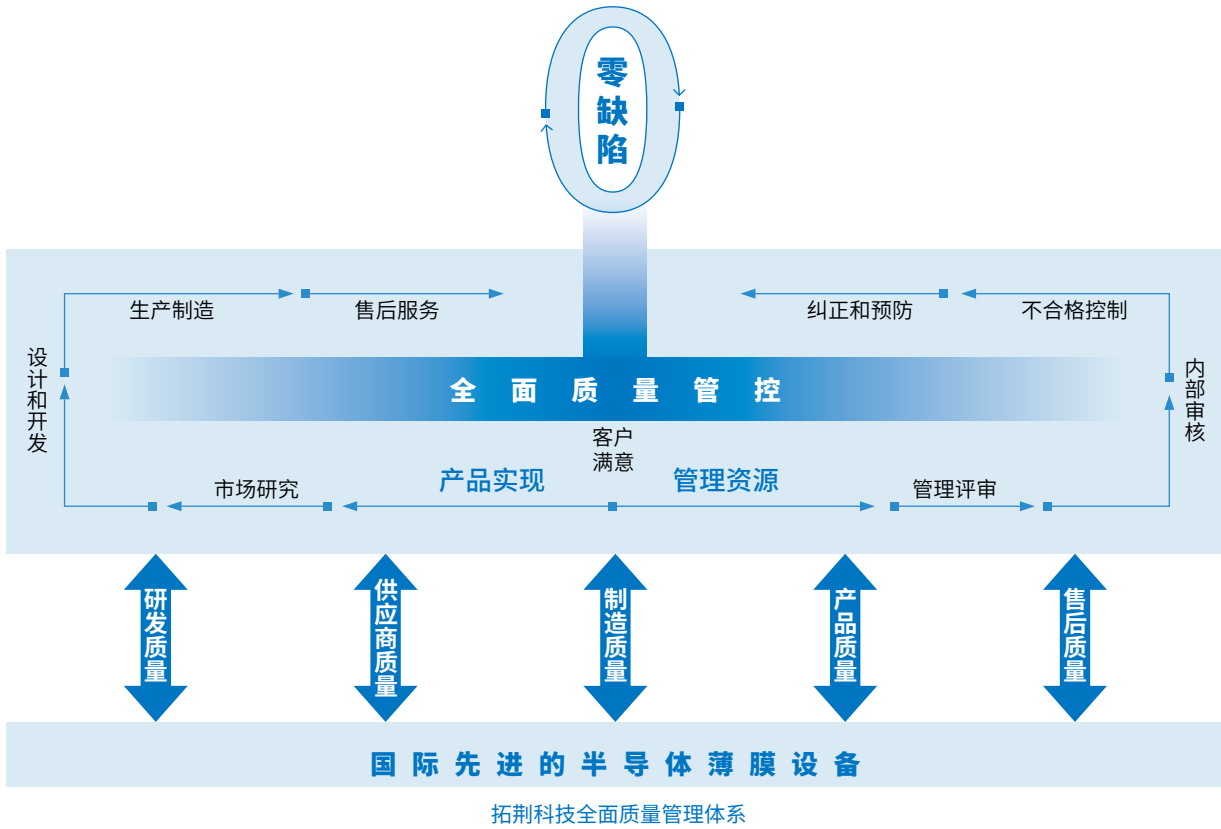 零缺陷
生产制造
售后服务
纠正和预防
不合格控制
设计和开发
全面质量管控
内部审核
客户
满意
市场研究
产品实现
管理资源
管理评审
研发质量
供应商质量
制造质量
产品质量
售后质量
国际先进的半导体薄膜设备
拓荆科技全面质量管理体系